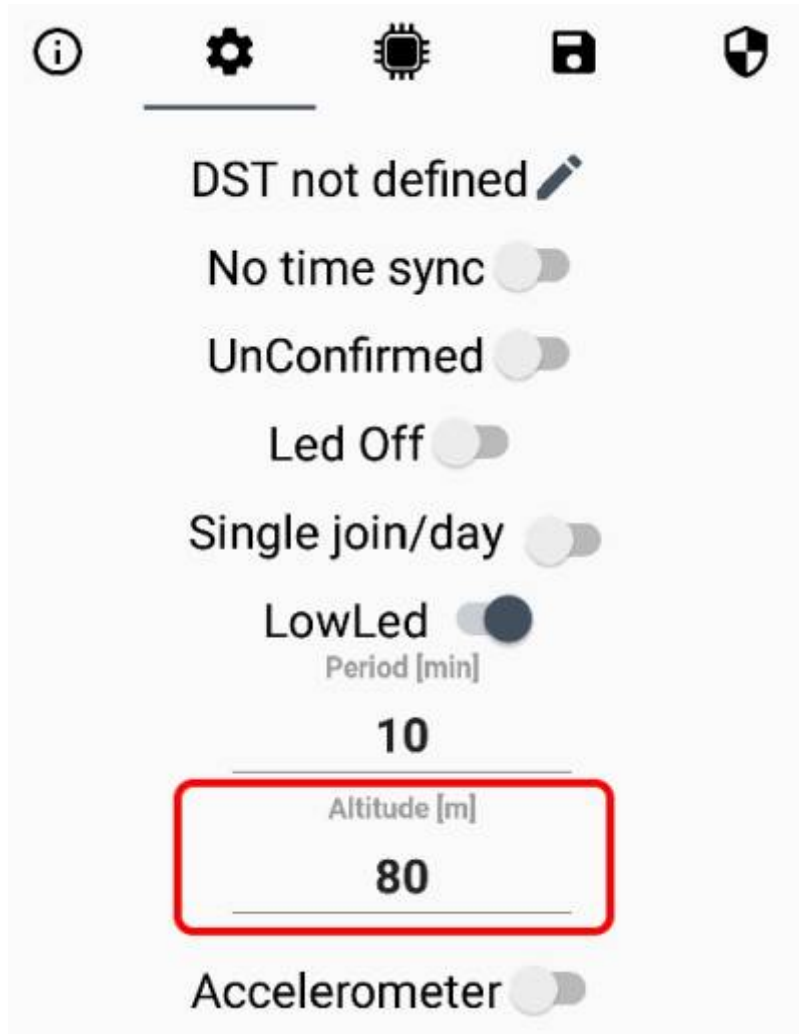 DST not defined
No time sync
UnConfirmed
Led Off
Single join/day
LowLed
Period [min]
10
Altitude [m]
80
Accelerometer